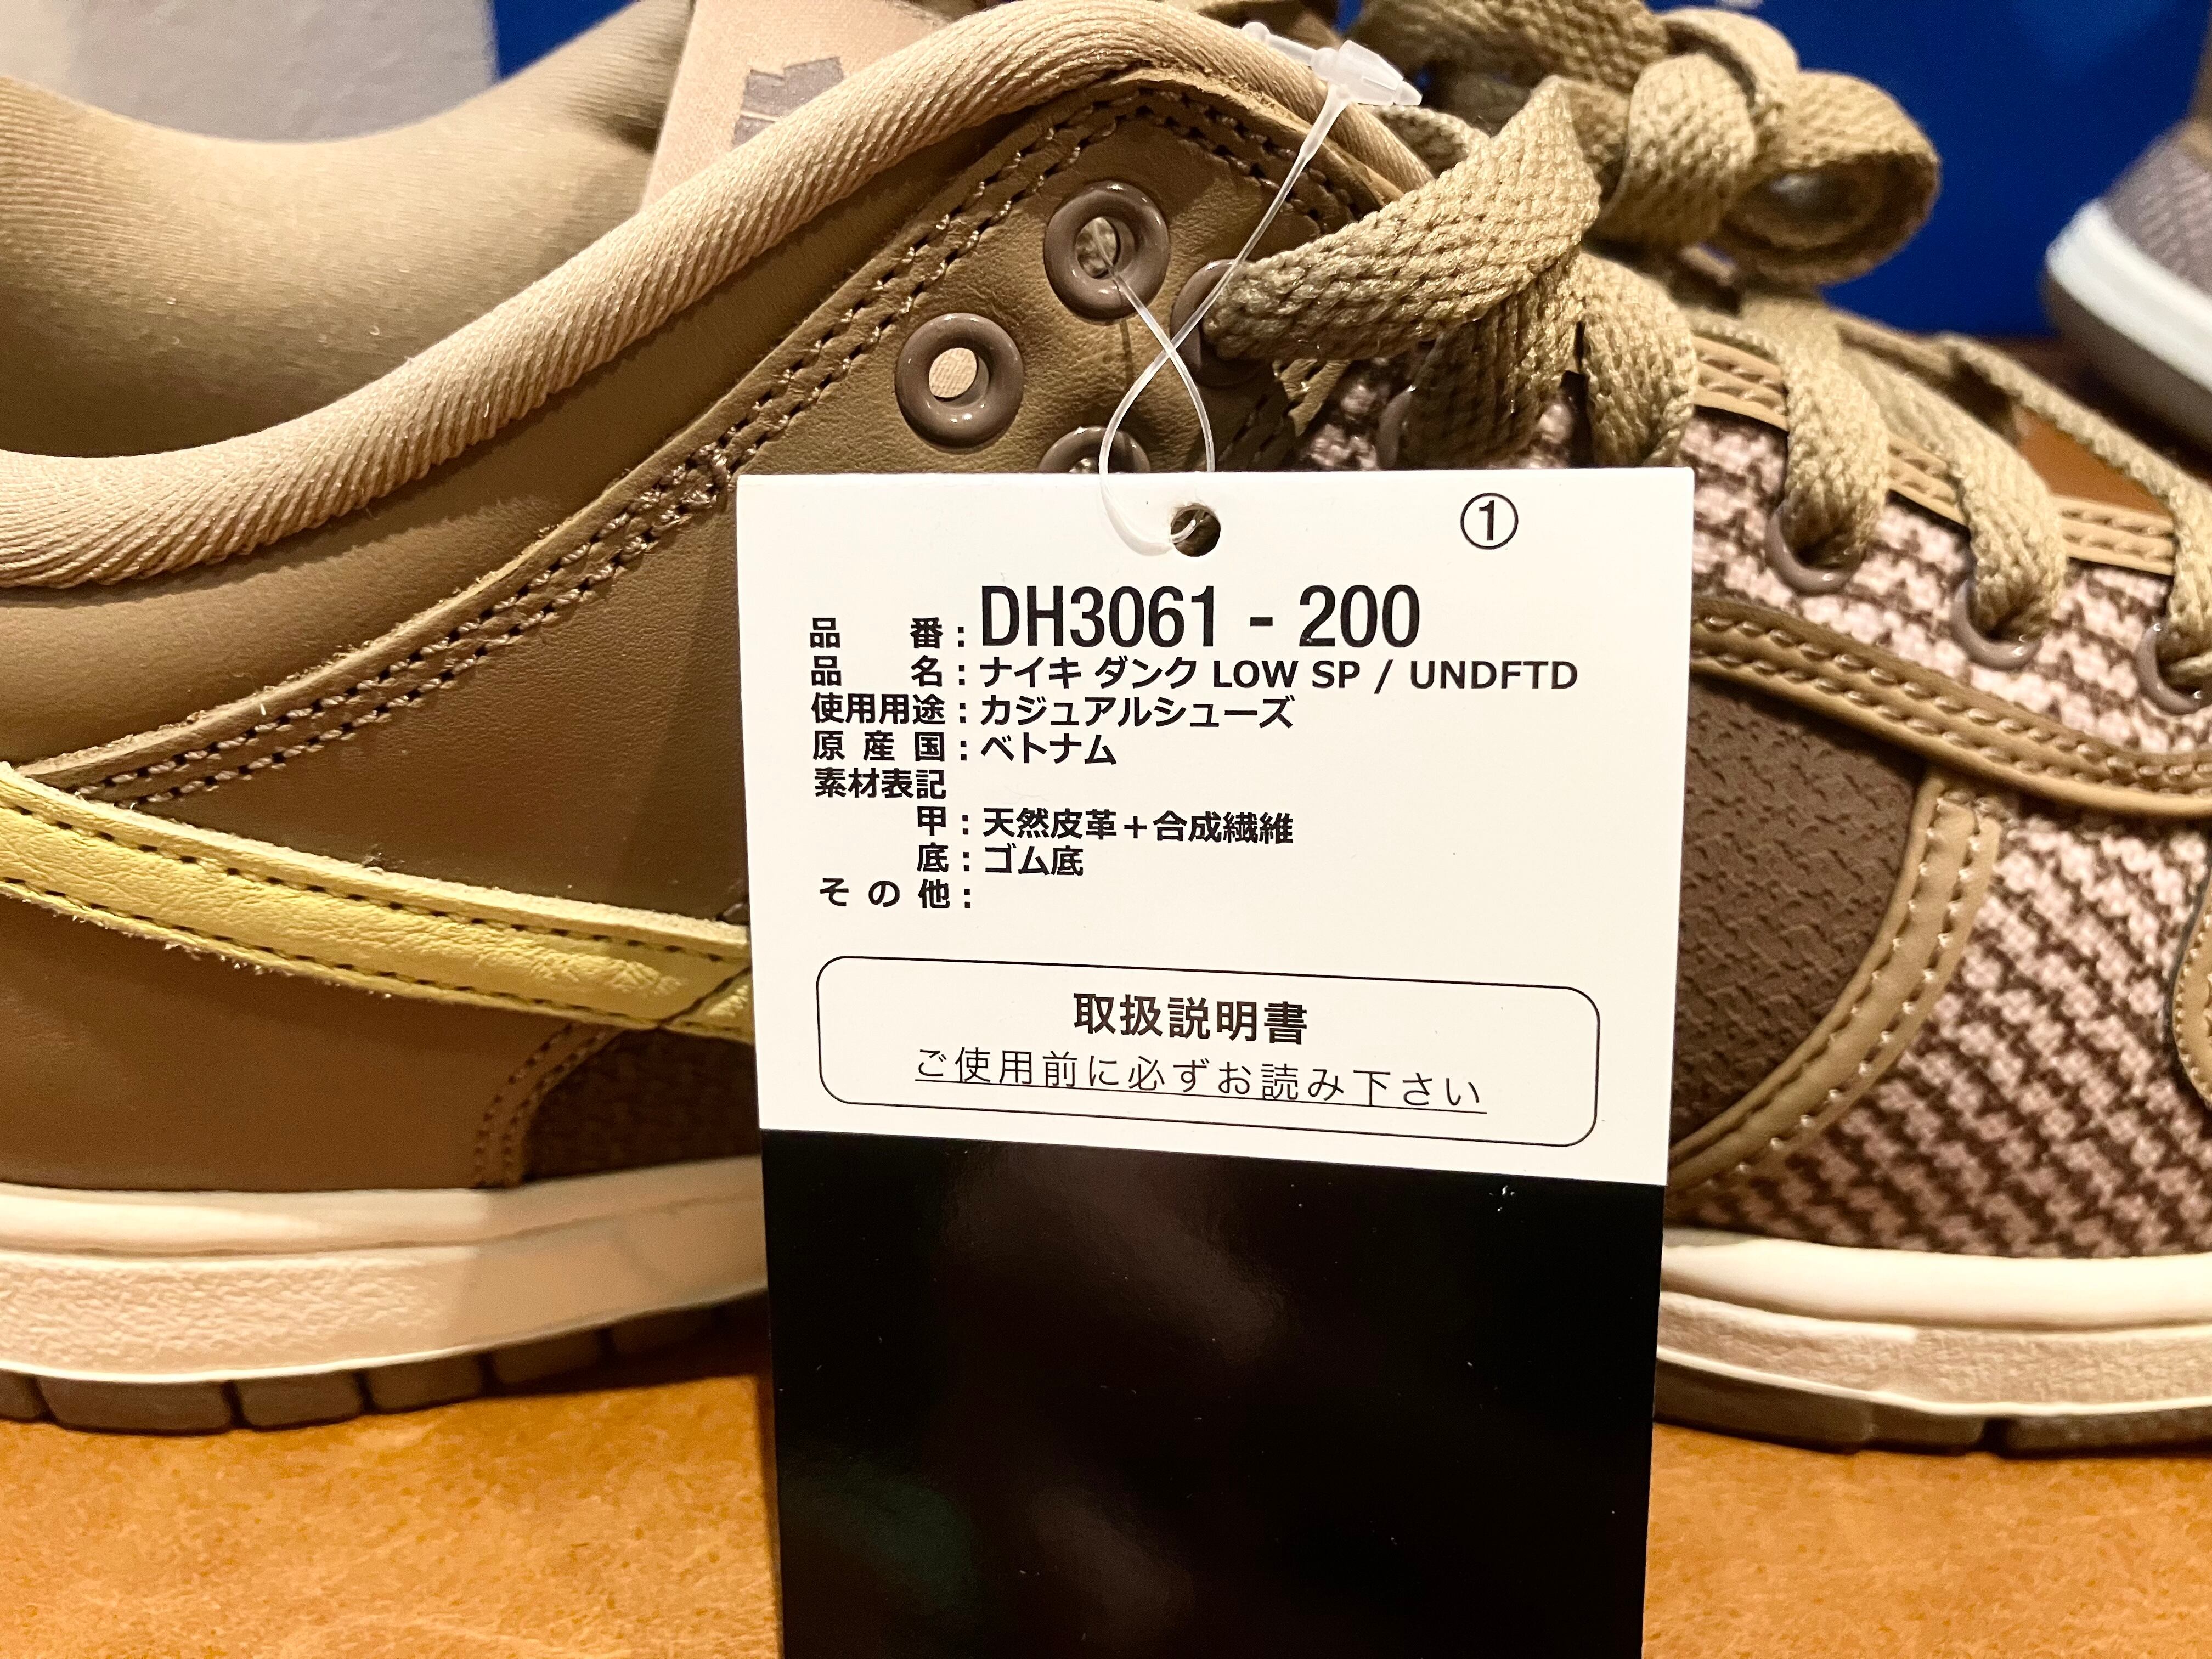 ①
品番：DH3061 - 200
品名：ナイキ ダンク LOW SP / UNDFTD
使用用途：カジュアルシューズ
原産国：ベトナム
素材表記
甲：天然皮革＋合成繊維
底：ゴム底
その他：
取扱説明書
ご使用前に必ずお読み下さい